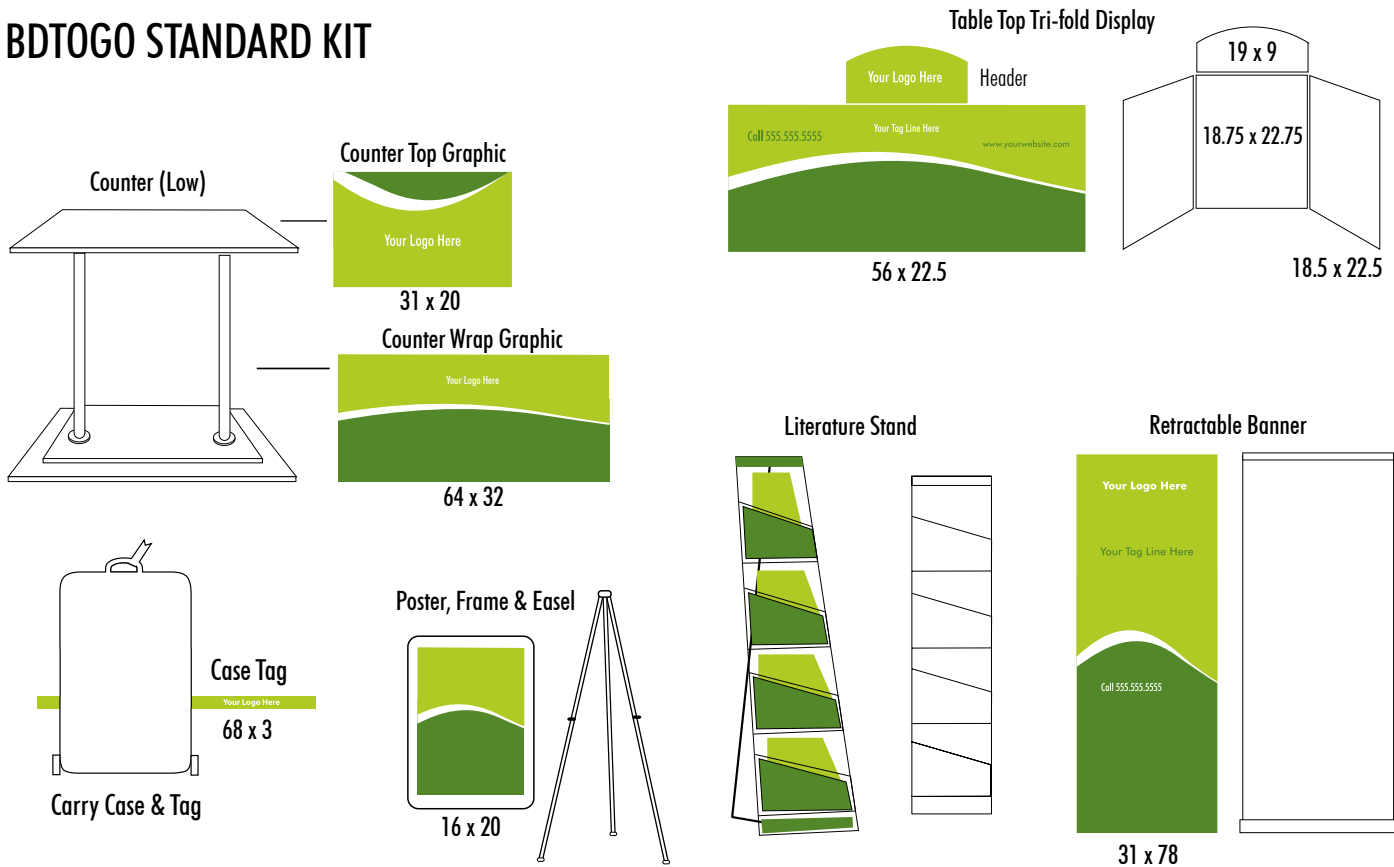 BDTOGO STANDARD KIT
Counter (Low)
Counter Top Graphic
Your Logo Here
31 x 20
Counter Wrap Graphic
Your Logo Here
64 x 32
Table Top Tri-fold Display
Your Logo Here
Header
Call 555.555.5555
Your Tag Line Here
www.yourwebsite.com
56 x 22.5
19 x 9
18.75 x 22.75
18.5 x 22.5
Case Tag
Your Logo Here
68 x 3
Carry Case & Tag
Poster, Frame & Easel
16 x 20
Literature Stand
Retractable Banner
Your Logo Here
Your Tag Line Here
Call 555.555.5555
31 x 78